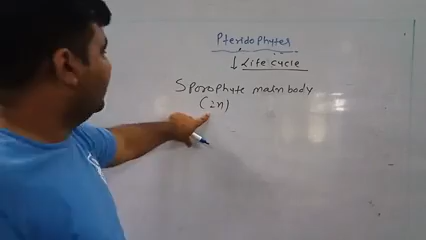 Pteridophytes
↓ Life cycle
Sporophyte main body
(2n)